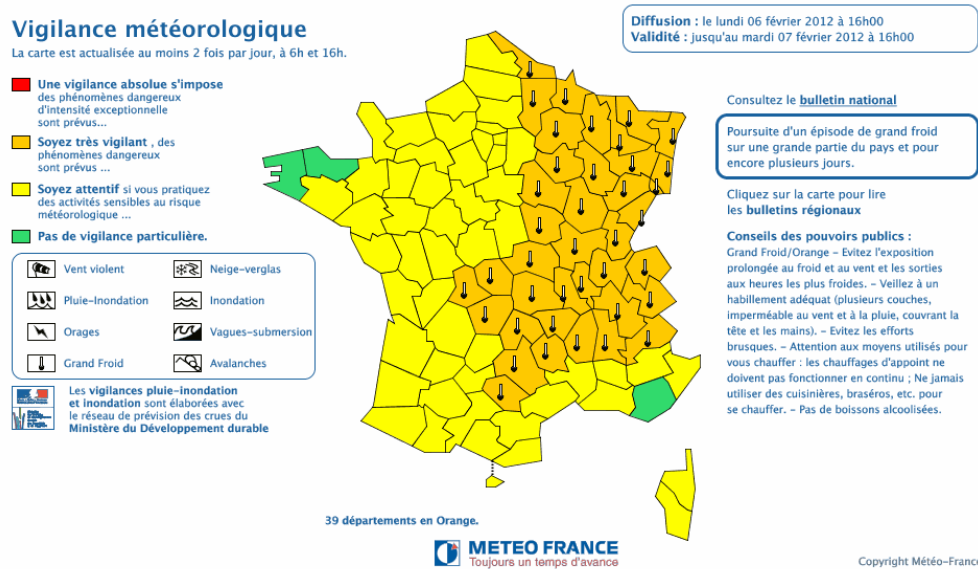 Vigilance météorologique
La carte est actualisée au moins 2 fois par jour, à 6h et 16h.
Diffusion : le lundi 06 février 2012 à 16h00
Validité : jusqu'au mardi 07 février 2012 à 16h00
Une vigilance absolue s'impose
des phénomènes dangereux
d'intensité exceptionnelle
sont prévus...
Soyez très vigilant , des
phénomènes dangereux
sont prévus ...
Soyez attentif si vous pratiquez
des activités sensibles au risque
météorologique ...
Pas de vigilance particulière.
Vent violent
Neige-verglas
Pluie-Inondation
Inondation
Orages
Vagues-submersion
Grand Froid
Avalanches
Les vigilances pluie-inondation
et inondation sont élaborées avec
le réseau de prévision des crues du
Ministère du Développement durable
Consultez le bulletin national
Poursuite d'un épisode de grand froid
sur une grande partie du pays et pour
encore plusieurs jours.
Cliquez sur la carte pour lire
les bulletins régionaux
Conseils des pouvoirs publics :
Grand Froid/Orange - Evitez l'exposition
prolongée au froid et au vent et les sorties
aux heures les plus froides. - Veillez à un
habillement adéquat (plusieurs couches,
imperméable au vent et à la pluie, couvrant la
tête et les mains). - Evitez les efforts
brusques. - Attention aux moyens utilisés pour
vous chauffer : les chauffages d'appoint ne
doivent pas fonctionner en continu ; Ne jamais
utiliser des cuisinières, braséros, etc. pour
se chauffer. - Pas de boissons alcoolisées.
39 départements en Orange.
METEO FRANCE
Toujours un temps d'avance
Copyright Météo-France